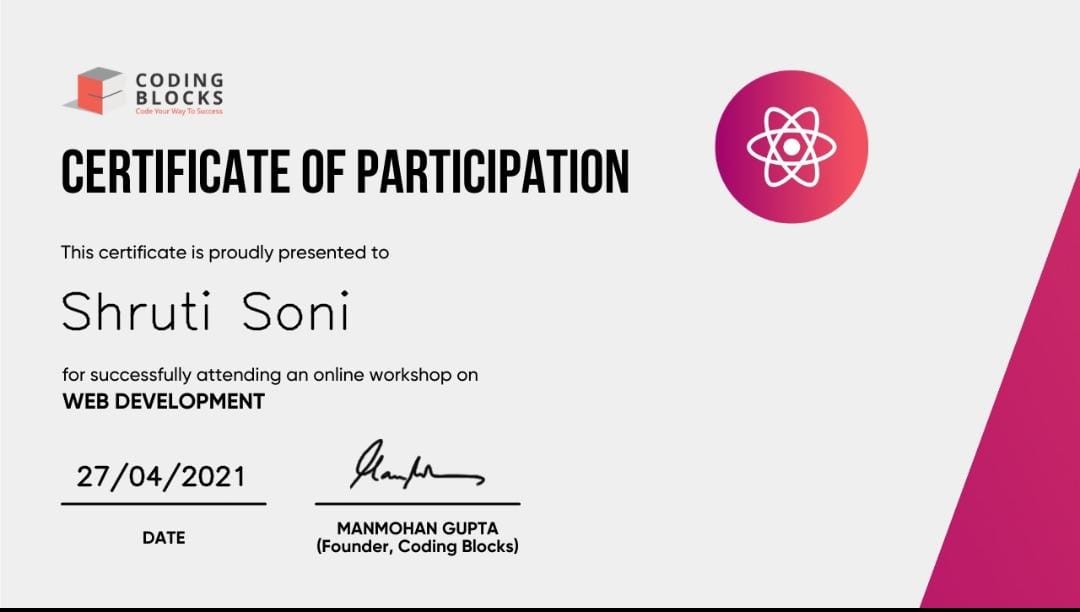 CODING
BLOCKS
Code Your Way To Success
CERTIFICATE OF PARTICIPATION
This certificate is proudly presented to
Shruti Soni
for successfully attending an online workshop on
WEB DEVELOPMENT
27/04/2021
DATE
MANMOHAN GUPTA
(Founder, Coding Blocks)